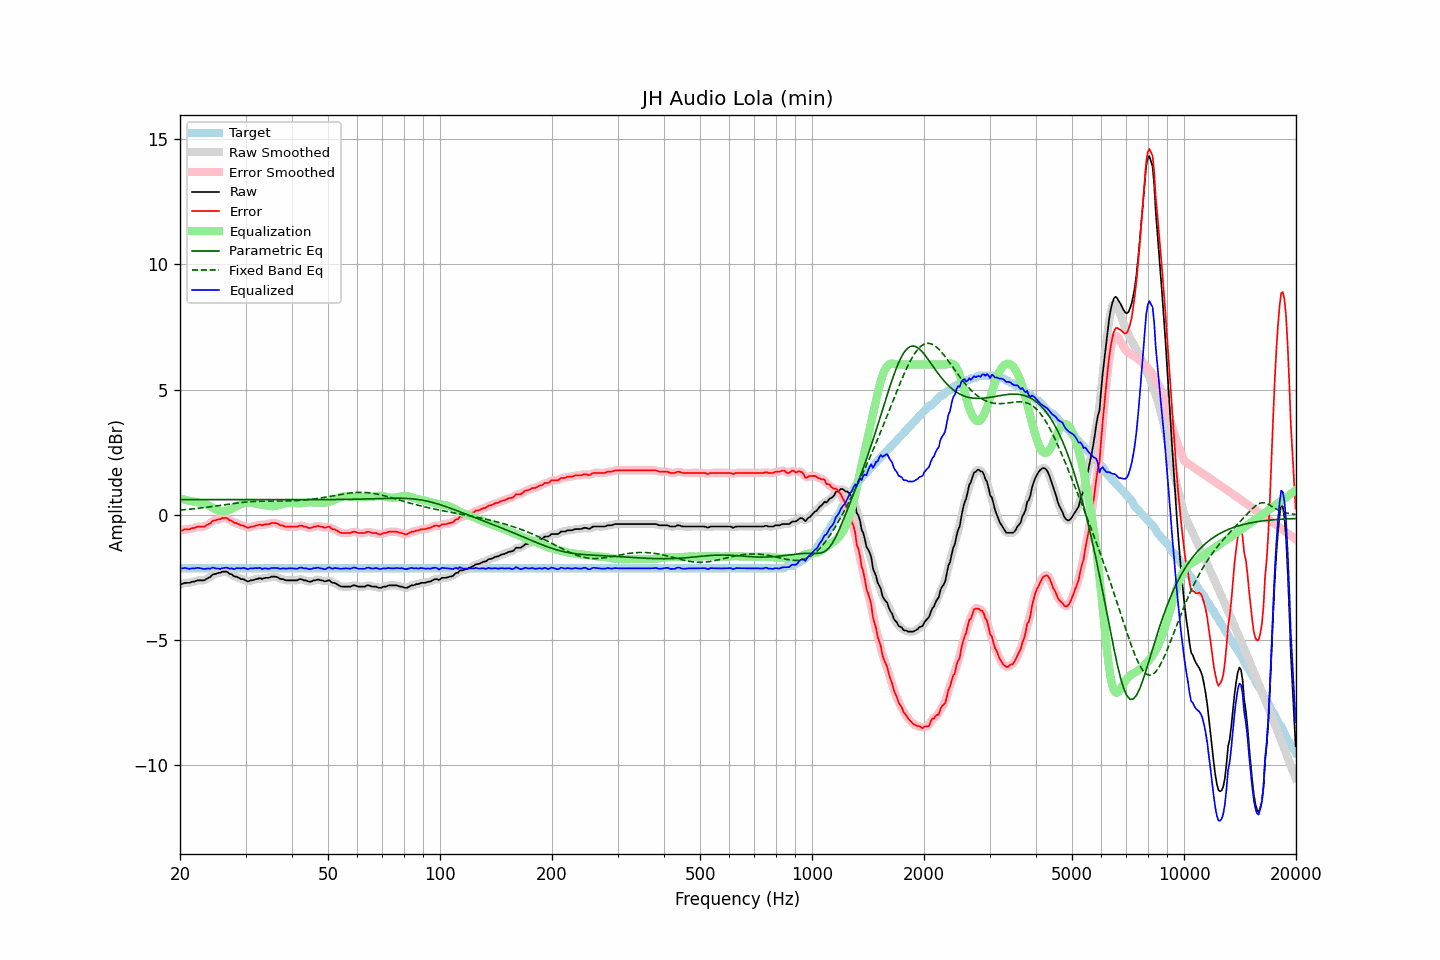 JH Audio Lola (min)
Target
Raw Smoothed
Error Smoothed
Raw
Error
Equalization
Parametric Eq
Fixed Band Eq
Equalized
15
10
5
0
−5
−10
Amplitude (dBr)
20 50 100 200 500 1000 2000 5000 10000 20000
Frequency (Hz)